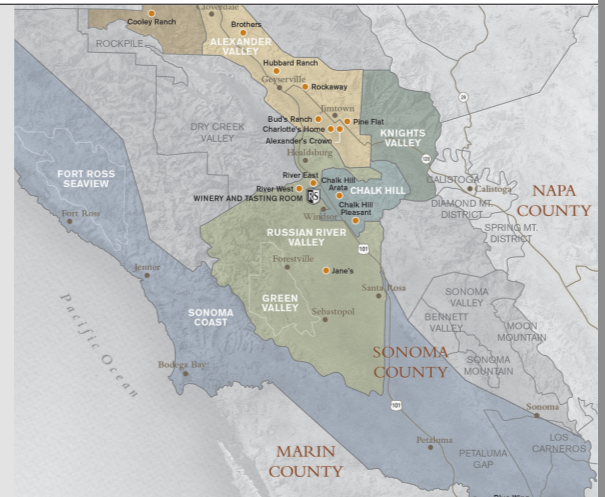 Cloverdale
Cooley Ranch
Brothers
ROCKPILE
ALEXANDER
VALLEY
Hubbard Ranch
Geyserville
Rockaway
29
Jimtown
Bud's Ranch
Pine Flat
DRY CREEK
VALLEY
Charlotte's Home
KNIGHTS
VALLEY
Alexander's Crown
Healdsburg
128
FORT ROSS
SEAVIEW
River East
Chalk Hill
Arata
CALISTOGA
River West
CHALK HILL
Calistoga
NAPA
COUNTY
WINERY AND TASTING ROOM
RS
Chalk Hill
Pleasant
DIAMOND MT.
DISTRICT
Fort Ross
Windsor
SPRING MT.
DISTRICT
RUSSIAN RIVER
VALLEY
101
Forestville
Jenner
Jane's
Santa Rosa
SONOMA
VALLEY
Pacific Ocean
GREEN
VALLEY
Sebastopol
SONOMA
COAST
BENNETT
VALLEY
MOON
MOUNTAIN
SONOMA
COUNTY
SONOMA
MOUNTAIN
Bodega Bay
101
Sonoma
Petaluma
LOS
CARNEROS
MARIN
COUNTY
PETALUMA
GAP